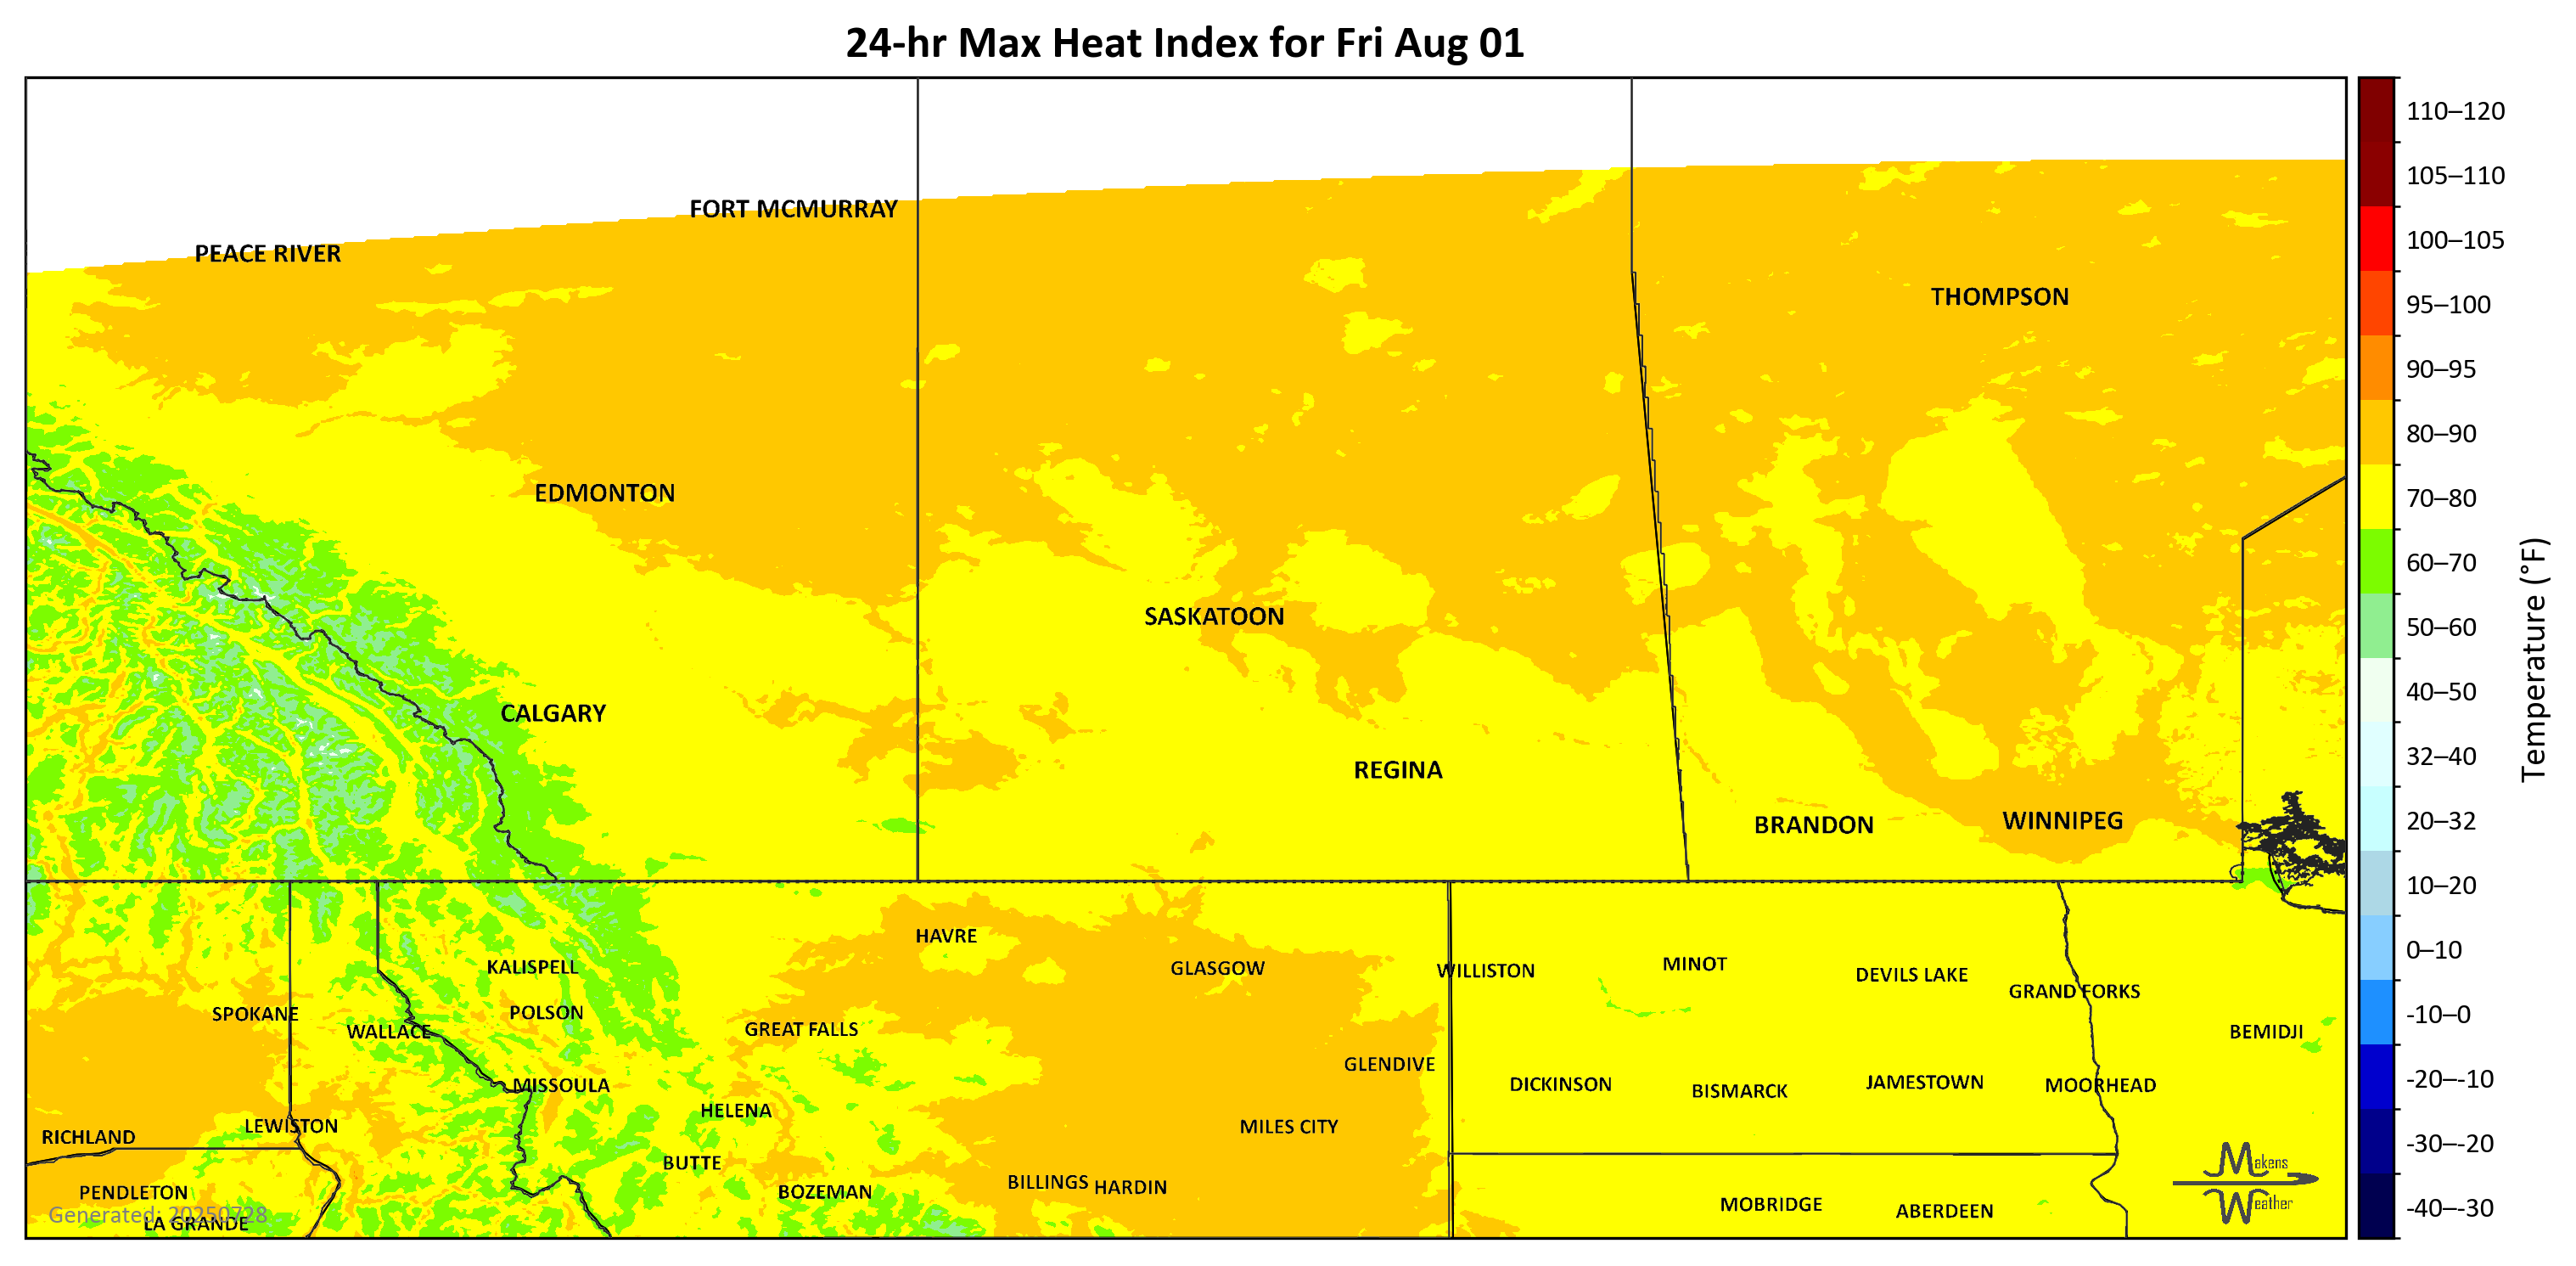 24-hr Max Heat Index for Fri Aug 01
110–120
105–110
FORT MCMURRAY
100–105
PEACE RIVER
THOMPSON
95–100
90–95
80–90
EDMONTON
70–80
60–70
SASKATOON
50–60
Temperature (°F)
40–50
CALGARY
32–40
REGINA
20–32
BRANDON
WINNIPEG
10–20
HAVRE
0–10
KALISPELL
GLASGOW
WILLISTON
MINOT
DEVILS LAKE
GRAND FORKS
SPOKANE
POLSON
-10–0
WALLACE
GREAT FALLS
BEMIDJI
GLENDIVE
-20–-10
MISSOULA
DICKINSON
BISMARCK
JAMESTOWN
MOORHEAD
HELENA
LEWISTON
MILES CITY
RICHLAND
-30–-20
BUTTE
Makens
Weather
PENDLETON
BOZEMAN
BILLINGS
HARDIN
MOBRIDGE
ABERDEEN
-40–-30
Generated: 20250728
LA GRANDE